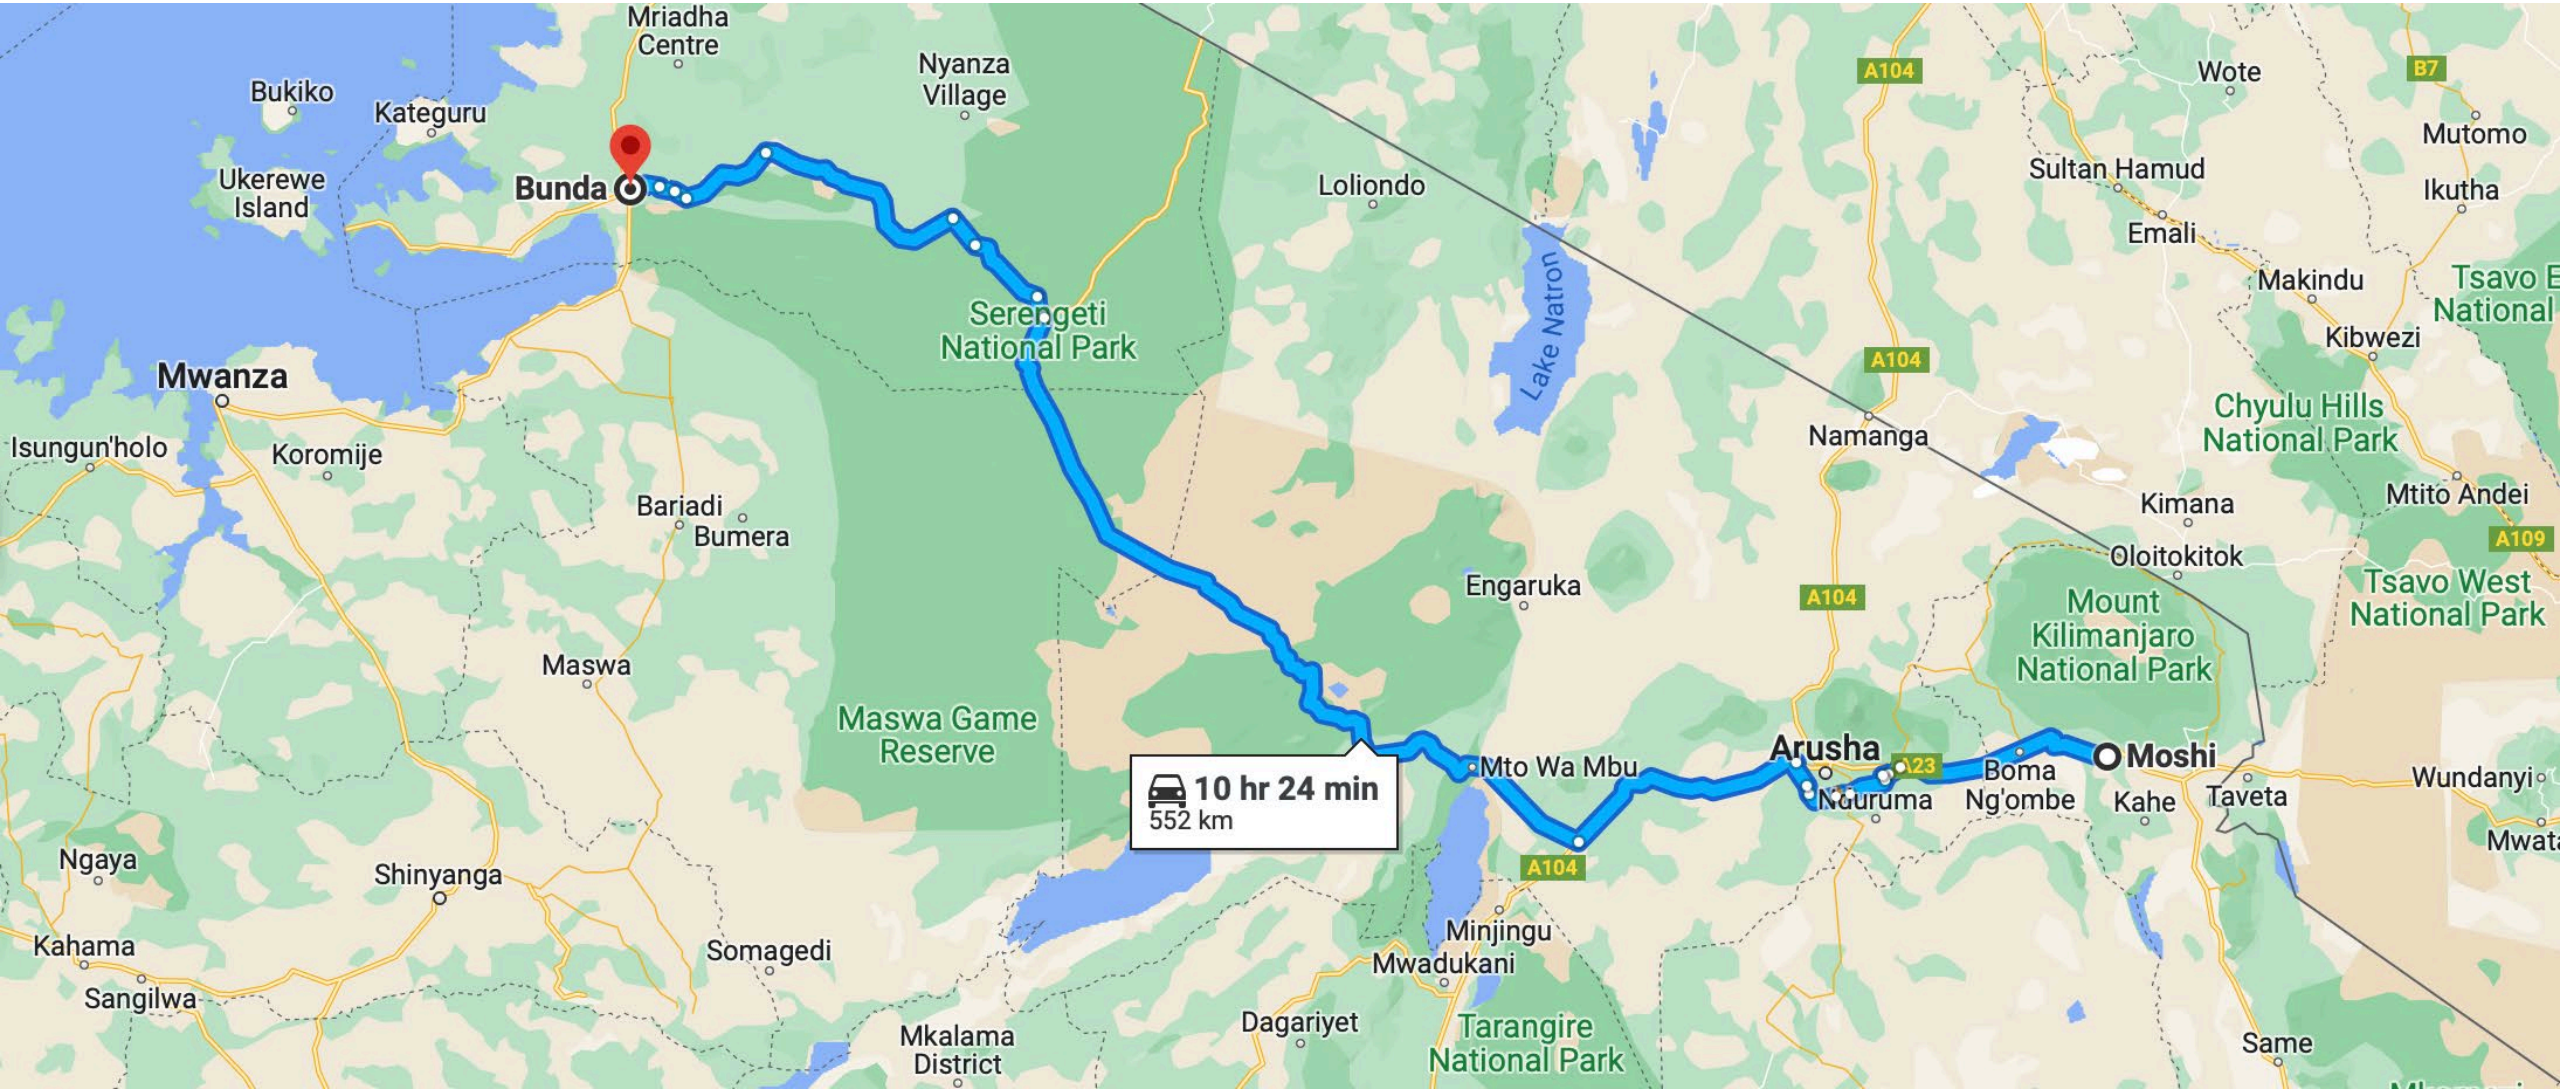 Mriadha
Centre
Nyanza
Village
A104
Wote
B7
Bukiko
Kateguru
Mutomo
Sultan Hamud
Ukerewe
Island
Bunda
Loliondo
Ikutha
Emali
Makindu
Tsavo E
National
Serengeti
National Park
Lake Natron
Kibwezi
A104
Mwanza
Namanga
Chyulu Hills
National Park
Isungun'holo
Koromije
Bariadi
Bumera
Kimana
Mtito Andei
A109
Oloitokitok
Engaruka
A104
Mount
Kilimanjaro
National Park
Tsavo West
National Park
Maswa
Maswa Game
Reserve
Arusha
A23
Moshi
Mto Wa Mbu
Boma
Ng'ombe
Nduruma
Kahe
Taveta
Wundanyi
10 hr 24 min
552 km
Mwata
Ngaya
Shinyanga
A104
Minjingu
Mwadukani
Kahama
Sangilwa
Somagedi
Dagariyet
Tarangire
National Park
Mkalama
District
Same